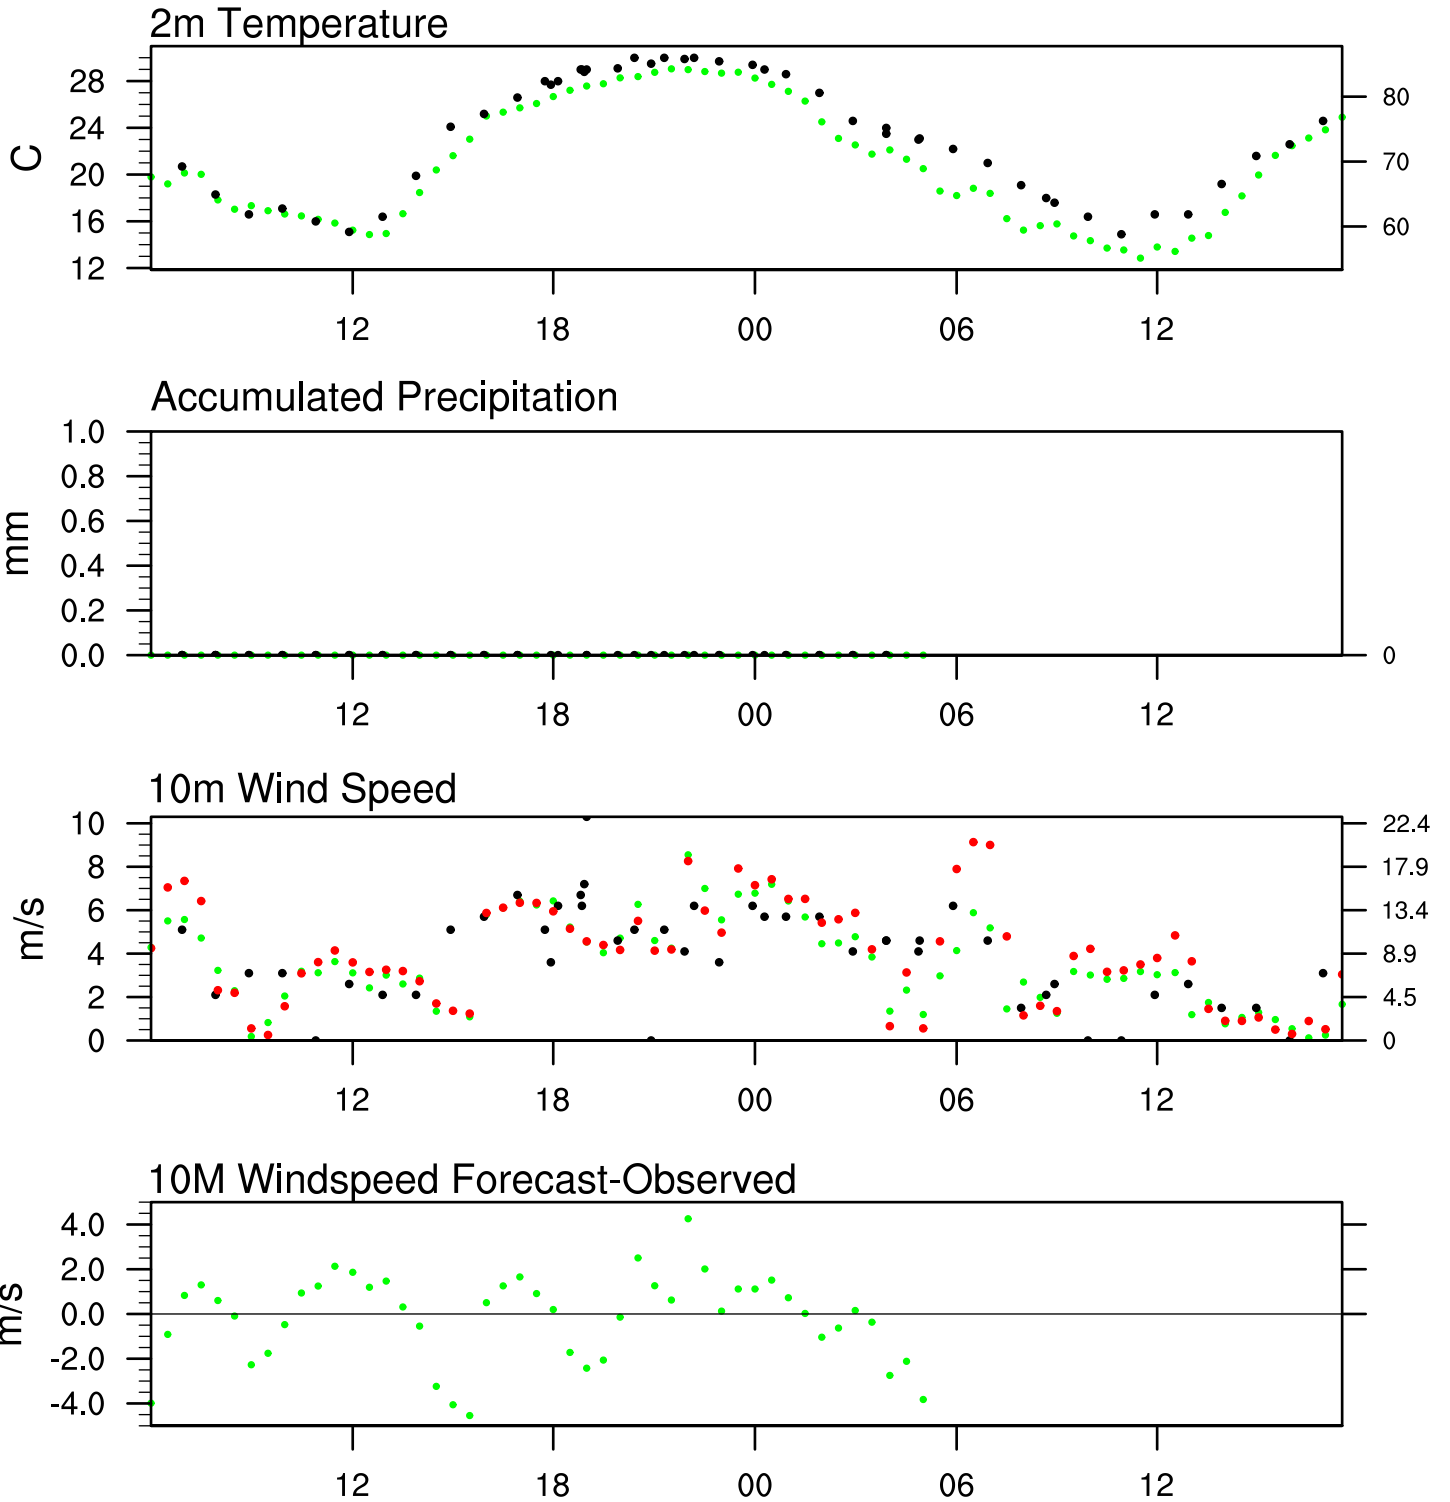 2m Temperature
28
24
20
16
12
C
80
70
60
12 18 00 06 12
Accumulated Precipitation
1.0
0.8
0.6
0.4
0.2
0.0
mm
0
12 18 00 06 12
10m Wind Speed
10
8
6
4
2
0
m/s
22.4
17.9
13.4
8.9
4.5
0
12 18 00 06 12
10M Windspeed Forecast-Observed
4.0
2.0
0.0
-2.0
-4.0
m/s
12 18 00 06 12